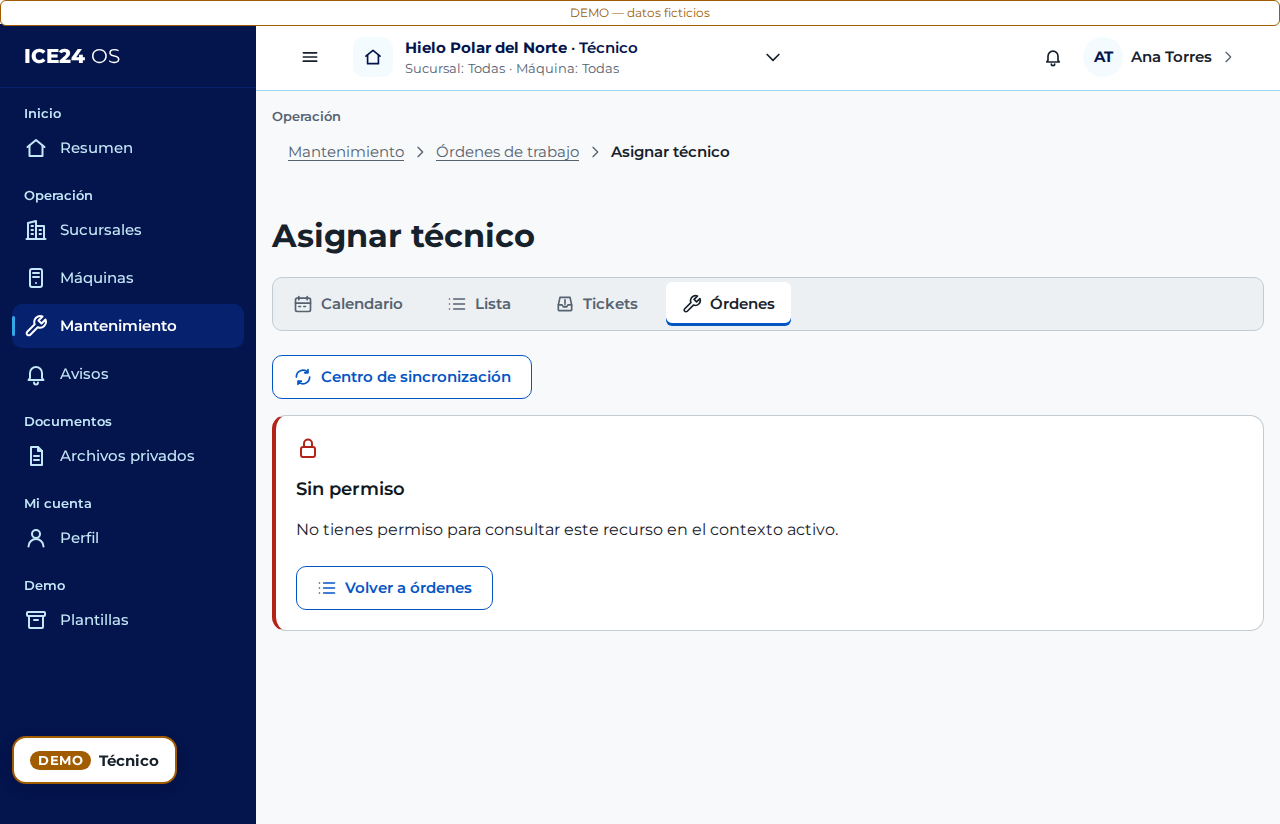 DEMO — datos ficticios
ICE24 OS
Inicio
Resumen
Operación
Sucursales
Máquinas
Mantenimiento
Avisos
Documentos
Archivos privados
Mi cuenta
Perfil
Demo
Plantillas
DEMO Técnico
Hielo Polar del Norte · Técnico
Sucursal: Todas · Máquina: Todas
AT Ana Torres
Operación
Mantenimiento > Órdenes de trabajo > Asignar técnico
Asignar técnico
Calendario Lista Tickets Órdenes
Centro de sincronización
Sin permiso
No tienes permiso para consultar este recurso en el contexto activo.
Volver a órdenes